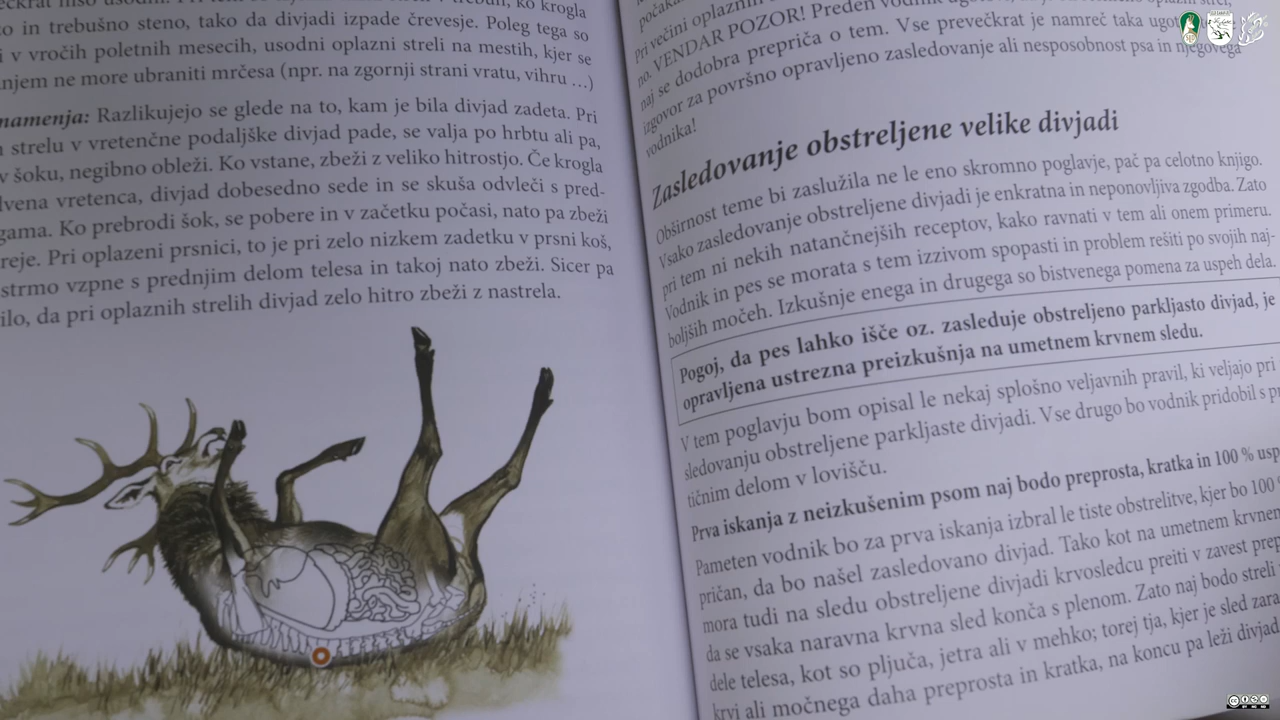 to in trebušno steno, tako da divjadi izpade črevesje. Poleg tega so
i v vročih poletnih mesecih, usodni oplazni streli na mestih, kjer se
njem ne more ubraniti mrčesa (npr. na zgornji strani vratu, vihru …)
namenja: Razlikujejo se glede na to, kam je bila divjad zadeta. Pri
strelu v vretenčne podaljške divjad pade, se valja po hrbtu ali pa,
v šoku, negibno obleži. Ko vstane, zbeži z veliko hitrostjo. Če krogla
vretenca, divjad dobesedno sede in se skuša odvleči s pred-
gama. Ko prebrodi šok, se pobere in v začetku počasi, nato pa zbeži
reje. Pri oplazeni prsnici, to je pri zelo nizkem zadetku v prsni koš,
strmo vzpne s prednjim delom telesa in takoj nato zbeži. Sicer pa
ilo, da pri oplaznih strelih divjad zelo hitro zbeži z nastrela.
Pri večini oplaznih
no. VENDAR POZOR! Preden vodnik
naj se dodobra prepriča o tem. Vse prevečkrat je namreč taka
izgovor za površno opravljeno zasledovanje ali nesposobnost psa in njegovega
vodnika!
Zasledovanje obstreljene velike divjadi
Obširnost teme bi zaslužila ne le eno skromno poglavje, pač pa celotno knjigo.
Vsako zasledovanje obstreljene divjadi je enkratna in neponovljiva zgodba. Zato
pri tem ni nekih natančnejših receptov, kako ravnati v tem ali onem primeru.
Vodnik in pes se morata s tem izzivom spopasti in problem rešiti po svojih naj-
boljših močeh. Izkušnje enega in drugega so bistvenega pomena za uspeh dela.
Pogoj, da pes lahko išče oz. zasleduje obstreljeno parkljasto divjad, je
opravljena ustrezna preizkušnja na umetnem krvnem sledu.
V tem poglavju bom opisal le nekaj splošno veljavnih pravil, ki veljajo pri
sledovanju obstreljene parkljaste divjadi. Vse drugo bo vodnik pridobil s
tičnim delom v lovišču.
Prva iskanja z neizkušenim psom naj bodo preprosta, kratka in 100 % usp
Pameten vodnik bo za prva iskanja izbral le tiste obstrelitve, kjer bo 100
pričan, da bo našel zasledovano divjad. Tako kot na umetnem krvnem
mora tudi na sledu obstreljene divjadi krvosledcu preiti v zavest
da se vsaka naravna krvna sled konča s plenom. Zato naj bodo streli
dele telesa, kot so pljuča, jetra ali v mehko; torej tja, kjer je sled zara
krvi ali močnega daha preprosta in kratka, na koncu pa leži divjad